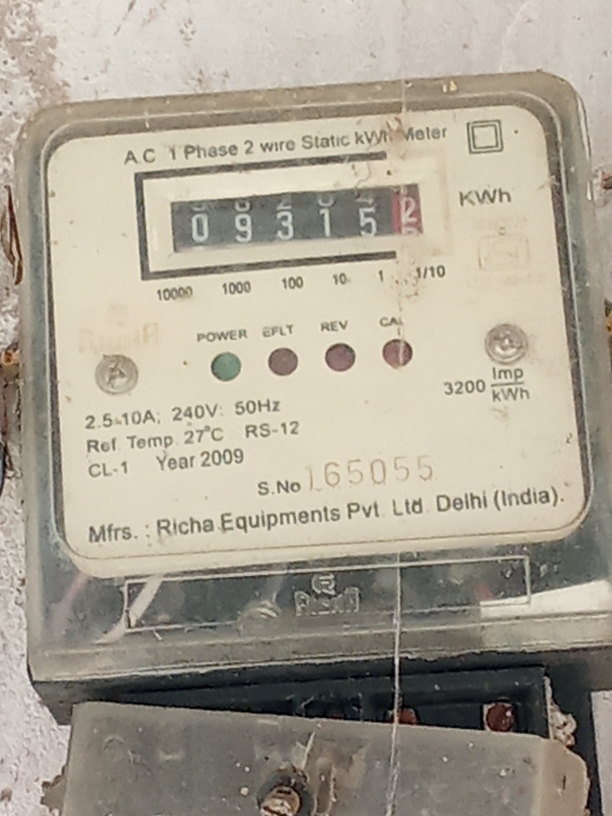 A.C 1 Phase 2 wire Static kWh Meter
KWh
0 9 3 1 5 2
10000 1000 100 10 1 1/10
POWER EFLT REV CAL
3200 Imp/kWh
2.5-10A; 240V; 50Hz
Ref. Temp. 27°C RS-12
CL-1 Year 2009
S.No 165055
Mfrs. : Richa Equipments Pvt. Ltd. Delhi (India).